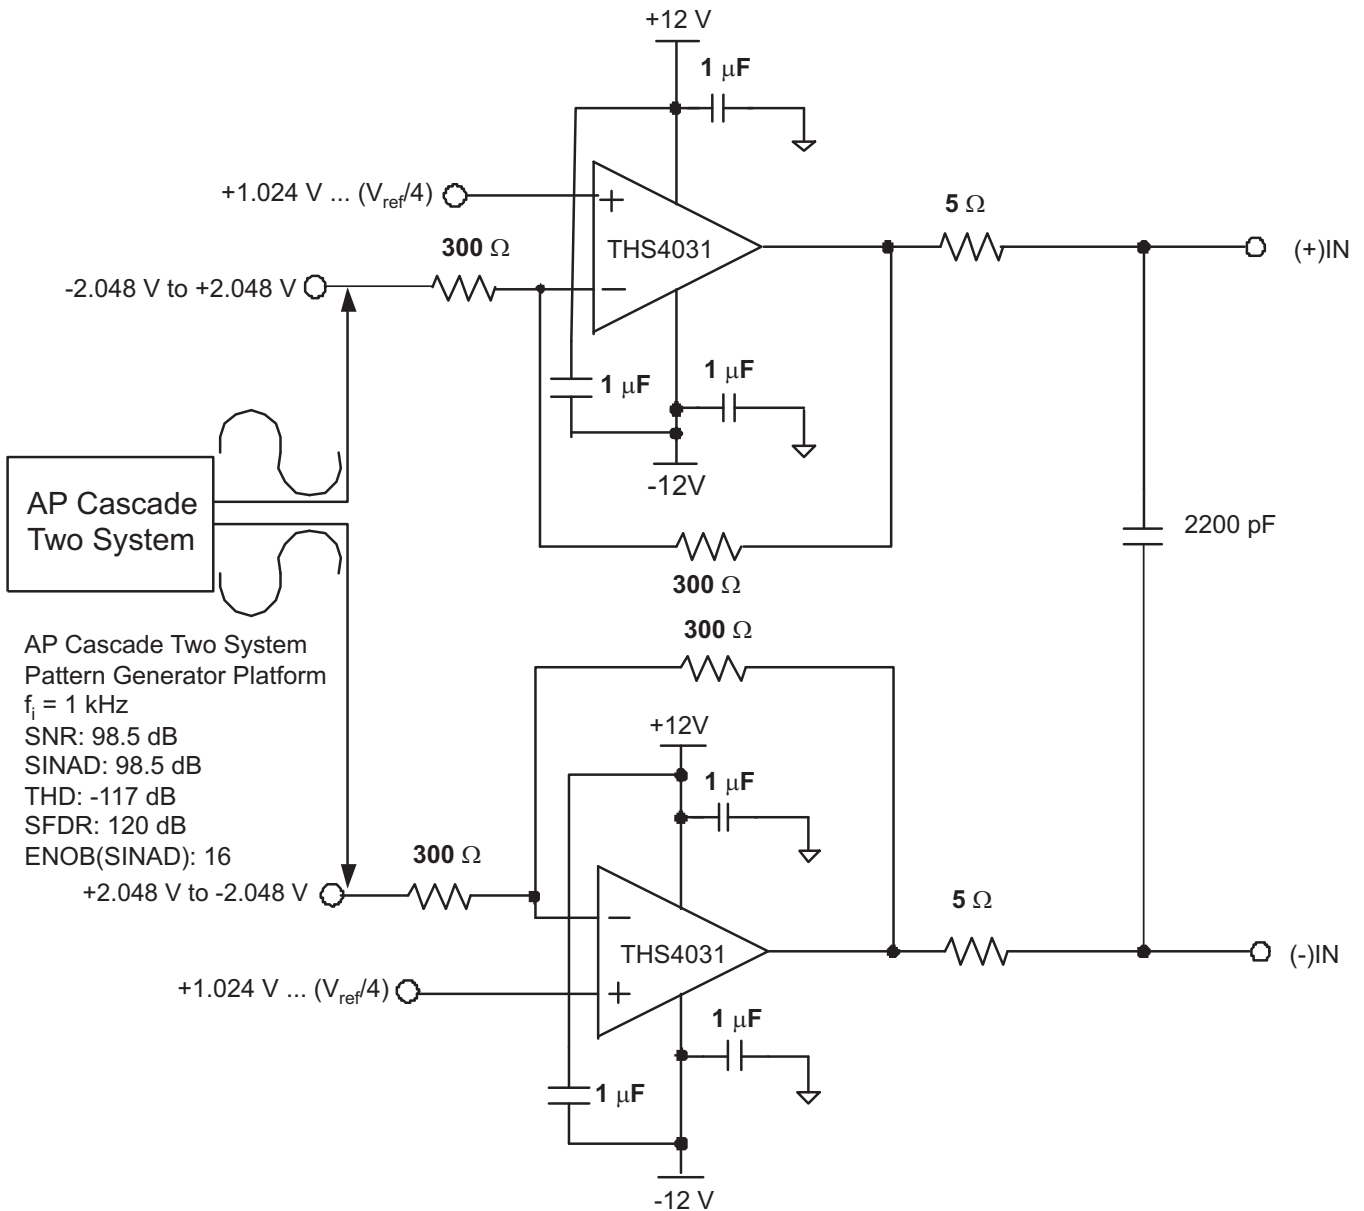 +12 V
1 μF
+1.024 V ... (Vref/4)
THS4031
5 Ω
(+)IN
300 Ω
-2.048 V to +2.048 V
1 μF
1 μF
-12V
AP Cascade
Two System
2200 pF
300 Ω
300 Ω
AP Cascade Two System
Pattern Generator Platform
fi = 1 kHz
SNR: 98.5 dB
SINAD: 98.5 dB
THD: -117 dB
SFDR: 120 dB
ENOB(SINAD): 16
+12V
1 μF
300 Ω
+2.048 V to -2.048 V
5 Ω
THS4031
(-)IN
+1.024 V ... (Vref/4)
1 μF
1 μF
-12 V